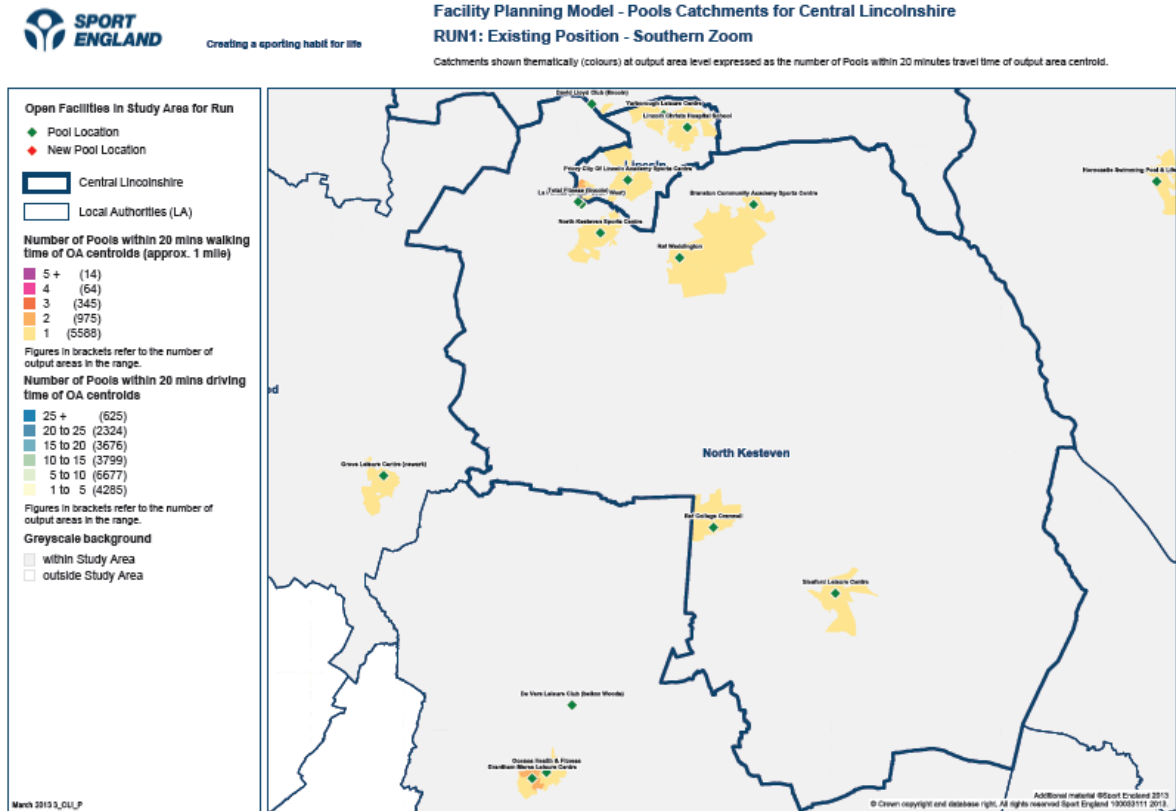 SPORT
ENGLAND
Creating a sporting habit for life
Facility Planning Model - Pools Catchments for Central Lincolnshire
RUN1: Existing Position - Southern Zoom
Catchments shown thematically (colours) at output area level expressed as the number of Pools within 20 minutes travel time of output area centroid.
Open Facilities in Study Area for Run
Pool Location
New Pool Location
Central Lincolnshire
Local Authorities (LA)
Number of Pools within 20 mins walking
time of OA centroids (approx. 1 mile)
5 + (14)
4 (64)
3 (345)
2 (975)
1 (5588)
Figures in brackets refer to the number of
output areas in the range.
Number of Pools within 20 mins driving
time of OA centroids
25 + (625)
20 to 25 (2324)
15 to 20 (3676)
10 to 15 (3799)
5 to 10 (6677)
1 to 5 (4285)
Figures in brackets refer to the number of
output areas in the range.
Greyscale background
within Study Area
outside Study Area
March 2013 3_CLI_P
David Lloyd Club (lincoln)
Yarborough Leisure Centre
Lincoln Christs Hospital School
Lincoln
Priory City Of Lincoln Academy Sports Centre
Total Fitness (lincoln)
North Kesteven Sports Centre
Branston Community Academy Sports Centre
Raf Waddington
Horncastle Swimming Pool &
ed
Grove Leisure Centre (newark)
North Kesteven
Raf College Cranwell
Sleaford Leisure Centre
De Vere Leisure Club (belton Woods)
Oceans Health & Fitness
Grantham Meres Leisure Centre
Additional material ©Sport England 2013
© Crown copyright end database right. All rights reserved Sport England 100033111 2013.